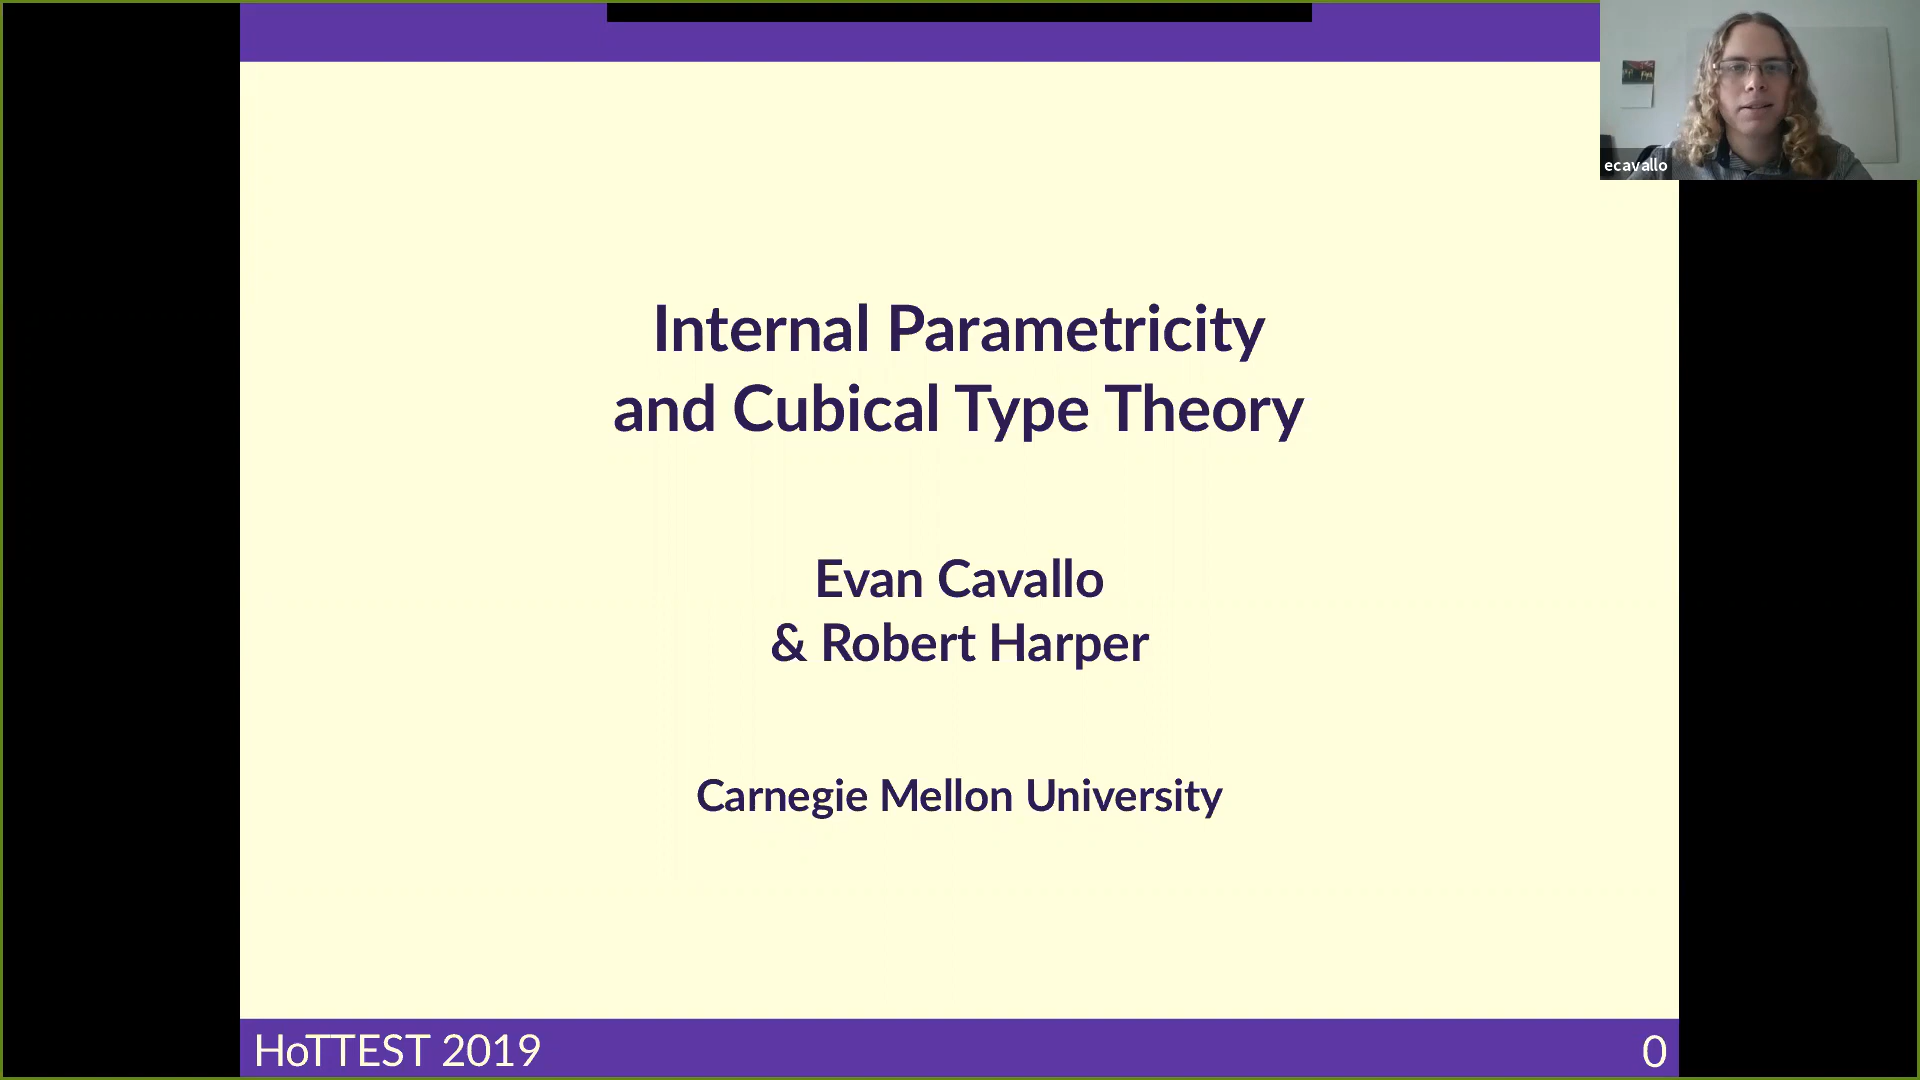 ecavallo
Internal Parametricity
and Cubical Type Theory
Evan Cavallo
& Robert Harper
Carnegie Mellon University
HoTTEST 2019
0